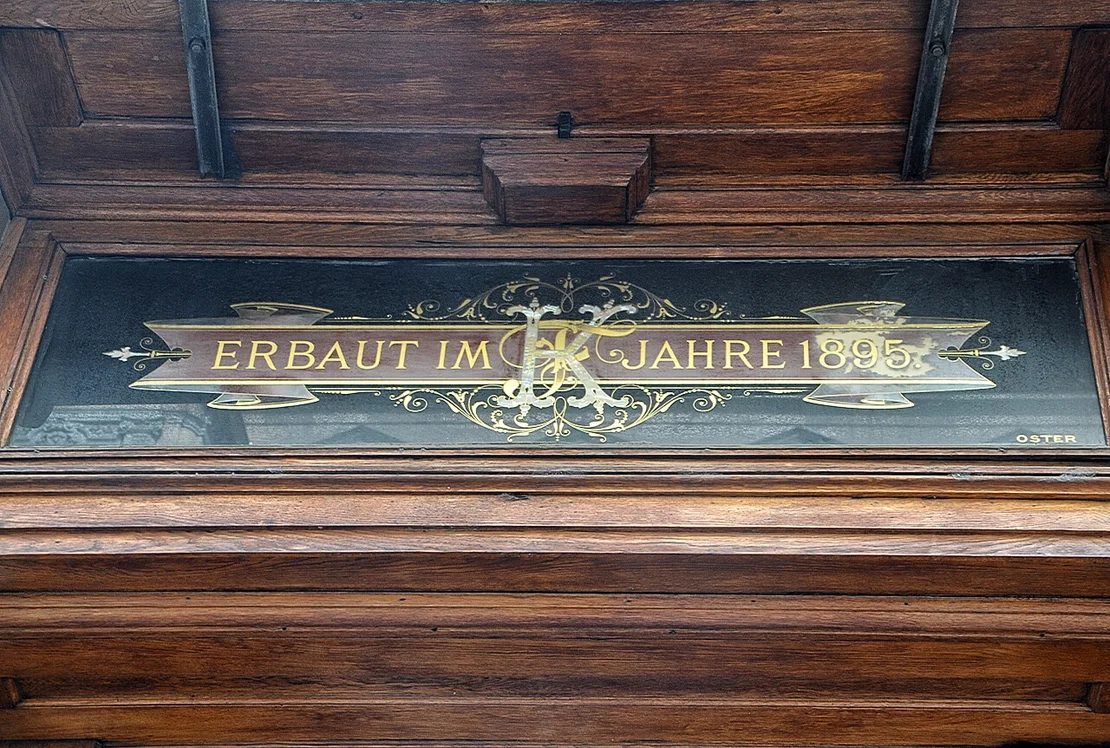 ERBAUT IM JAHRE 1895.
OSTER